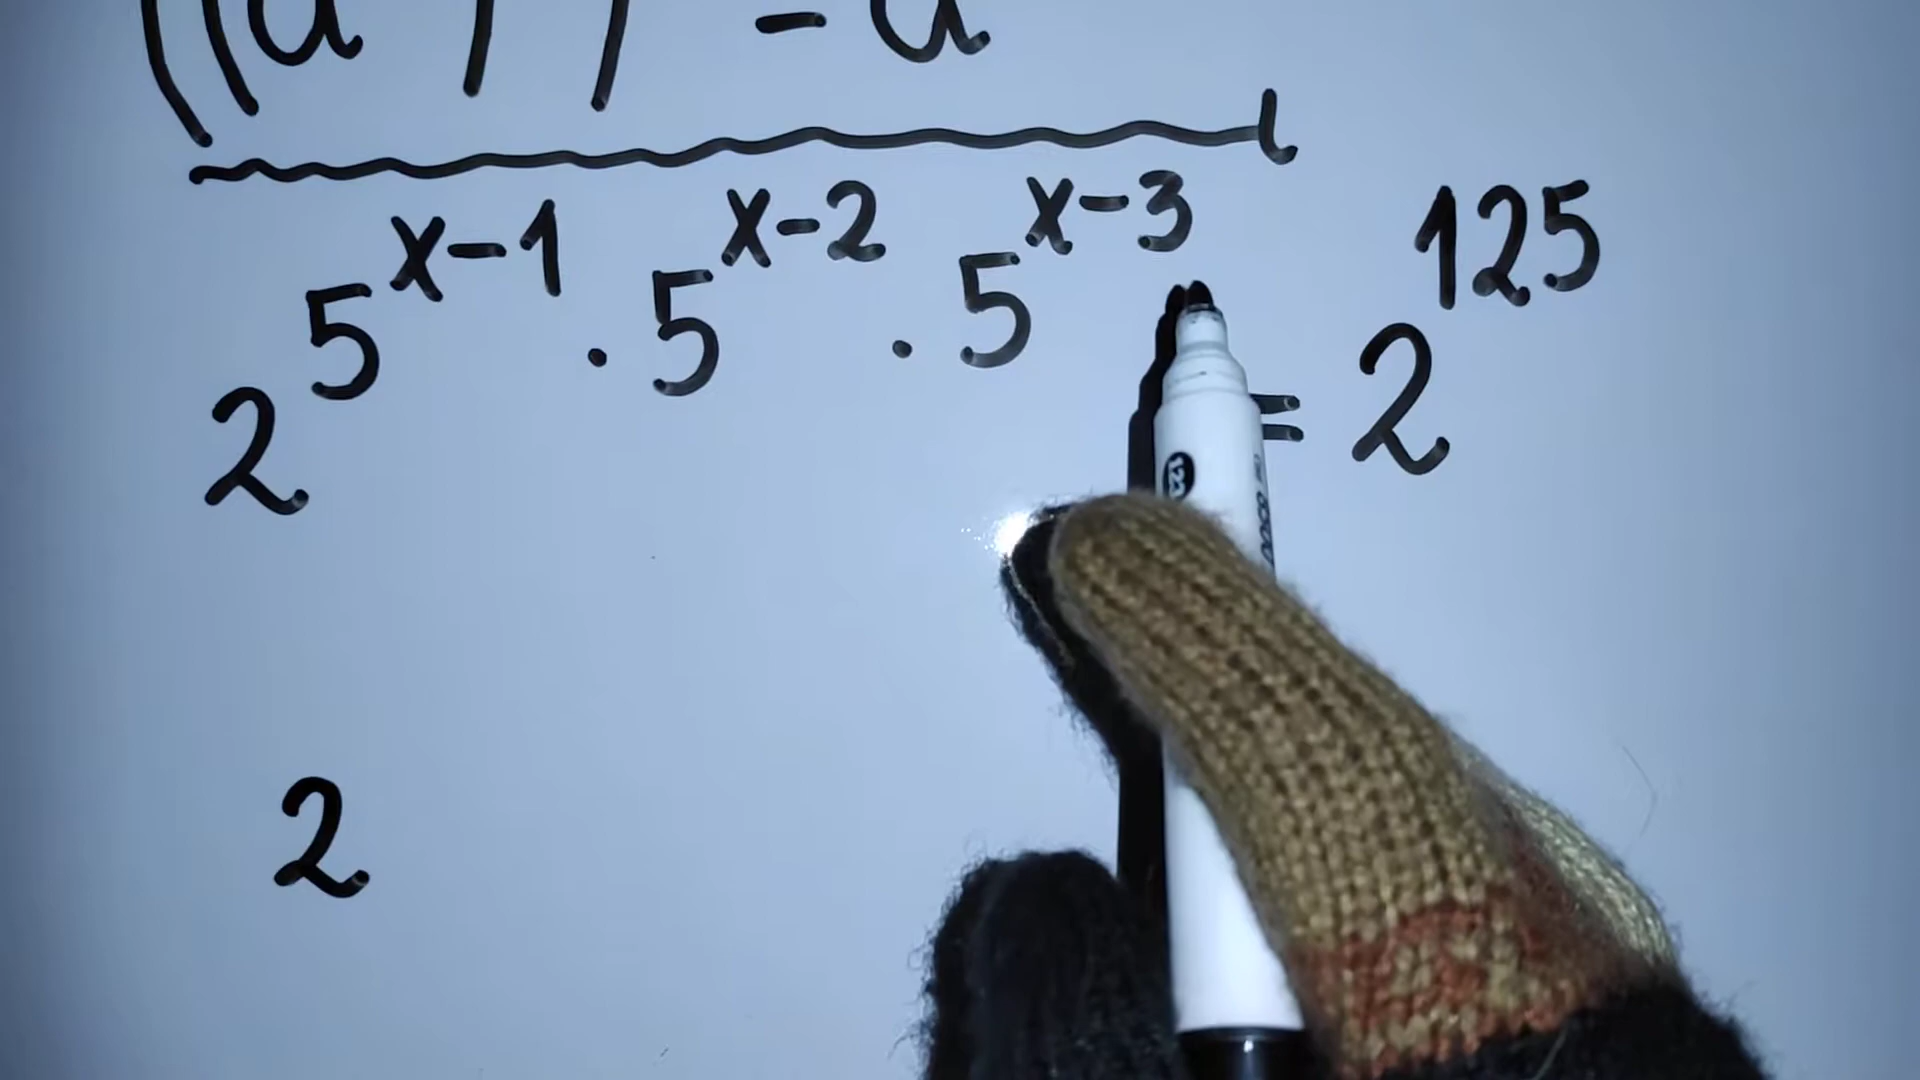 ((a ) ) = a
2^{5^{x-1} · 5^{x-2} · 5^{x-3}} = 2^{125}
2